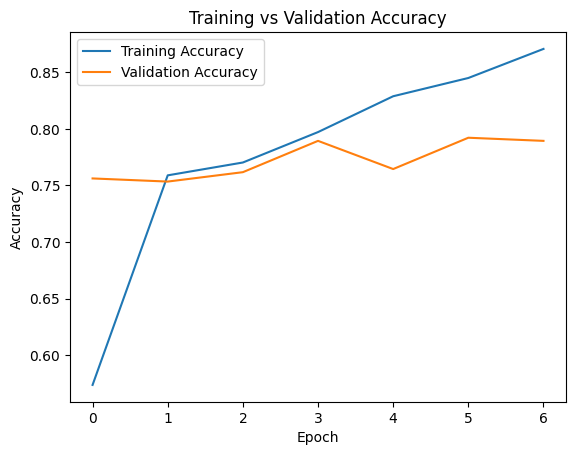 Training vs Validation Accuracy
Training Accuracy
Validation Accuracy
0.85
0.80
0.75
0.70
0.65
0.60
Accuracy
0 1 2 3 4 5 6
Epoch